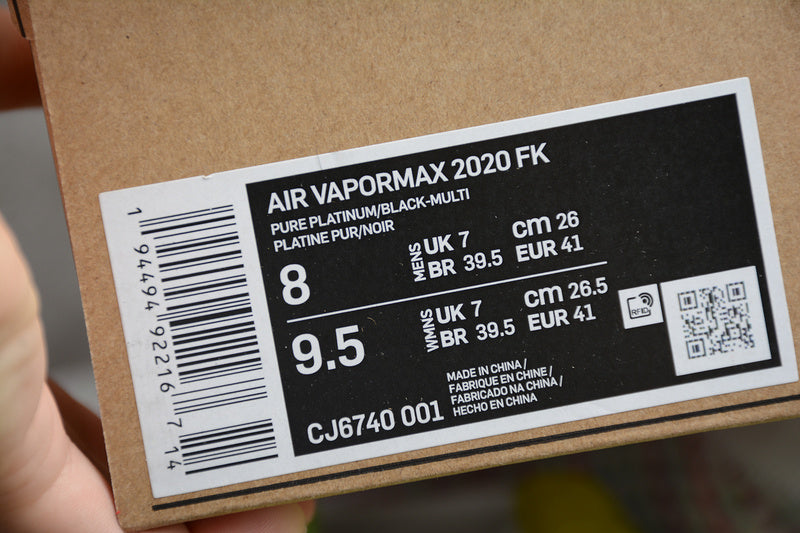 AIR VAPORMAX 2020 FK
PURE PLATINUM/BLACK-MULTI
PLATINE PUR/NOIR
8
MENS
UK 7
BR 39.5
cm 26
EUR 41
9.5
WMNS
UK 7
BR 39.5
cm 26.5
EUR 41
RFID
CJ6740 001
MADE IN CHINA /
FABRIQUE EN CHINE /
FABRICADO NA CHINA /
HECHO EN CHINA
1 94494 92216 7 14